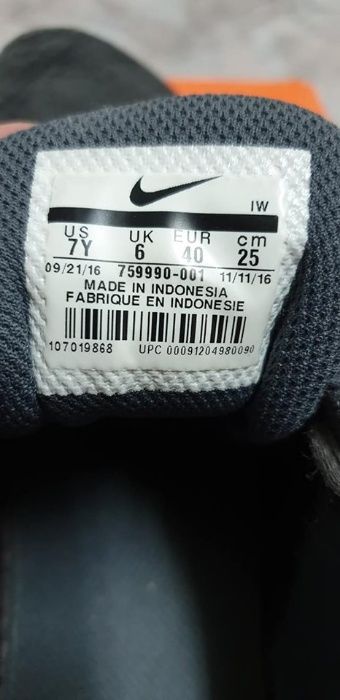 IW
US UK EUR cm
7Y 6 40 25
09/21/16 759990-001 11/11/16
MADE IN INDONESIA
FABRIQUE EN INDONESIE
107019868 UPC 00091204980090